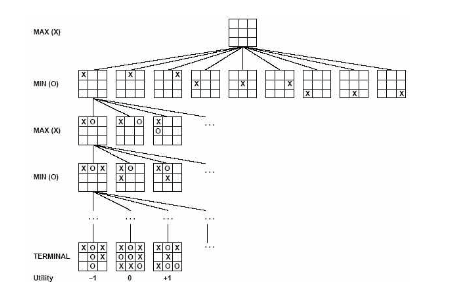 MAX (X)
X X X X X X X X X
MIN (O)
X O X O X
MAX (X)
O
...
X O X X O X O
MIN (O)
X X
...
... ... ... ...
X O X X O X X O X
TERMINAL
O X O O X X
O X X O X O O
...
Utility
-1 0 +1